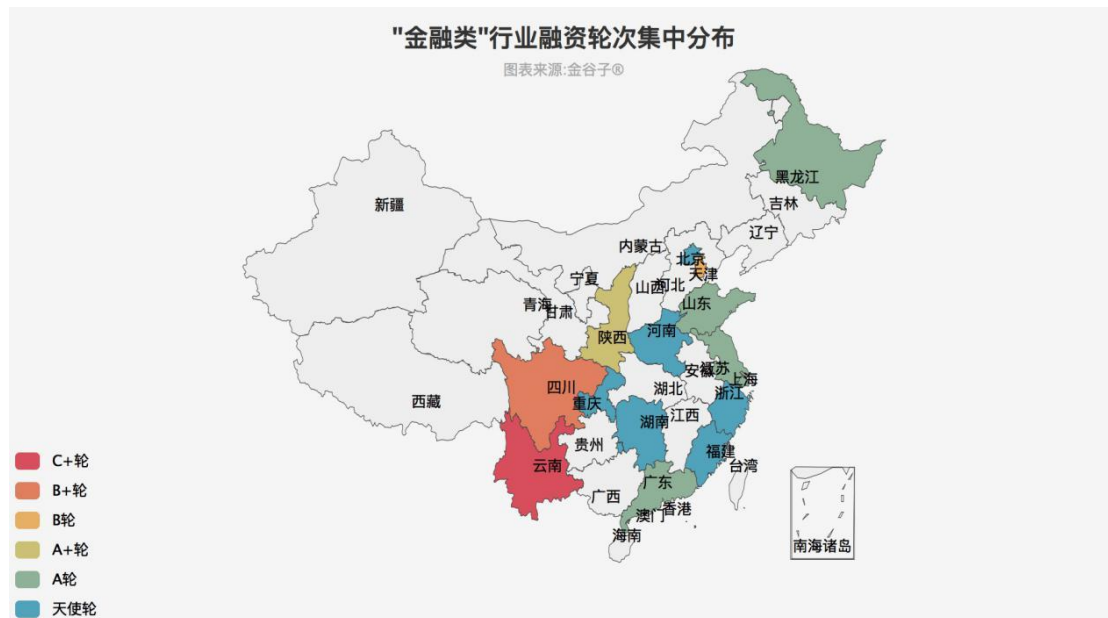 "金融类"行业融资轮次集中分布
图表来源:金谷子®
黑龙江
吉林
新疆
辽宁
内蒙古
北京
天津
宁夏
山西
河北
青海
甘肃
山东
陕西
河南
安徽
江苏
上海
四川
湖北
浙江
西藏
重庆
湖南
江西
贵州
福建
云南
台湾
广东
广西
香港
澳门
海南
南海诸岛
C+轮
B+轮
B轮
A+轮
A轮
天使轮